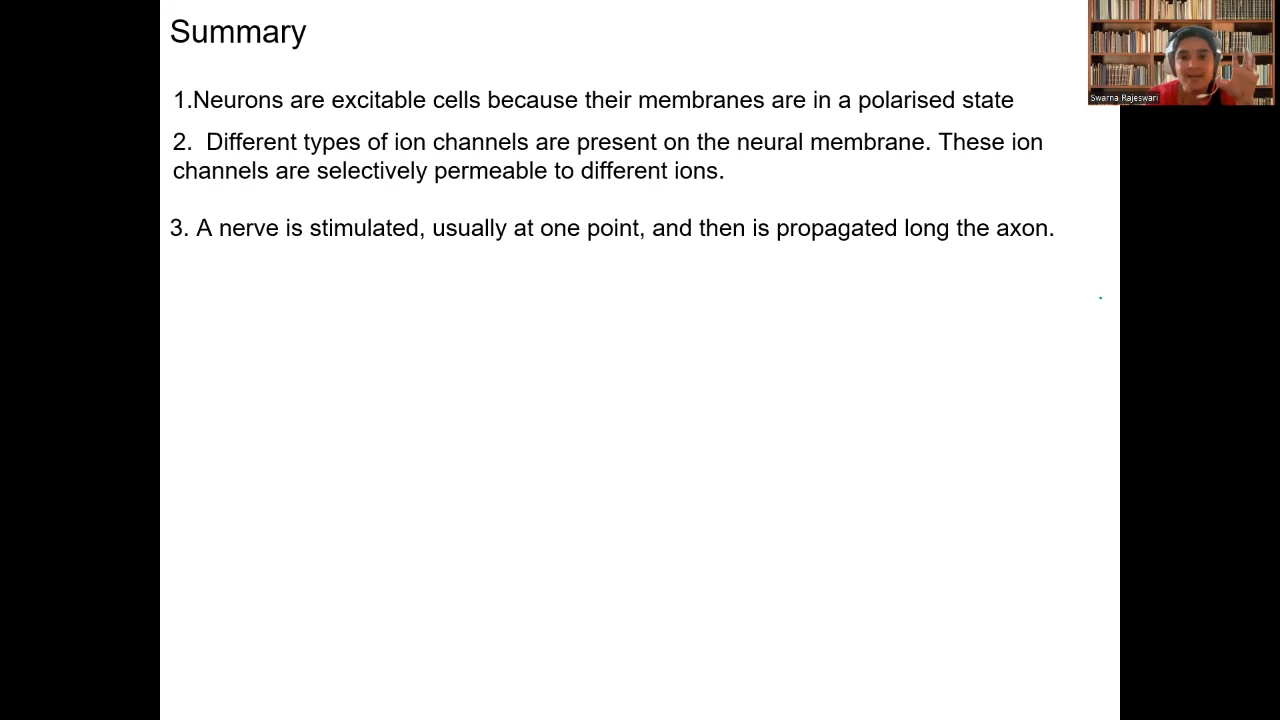 Summary
Swarna Rajeswari
1.Neurons are excitable cells because their membranes are in a polarised state
2.  Different types of ion channels are present on the neural membrane. These ion
channels are selectively permeable to different ions.
3. A nerve is stimulated, usually at one point, and then is propagated long the axon.